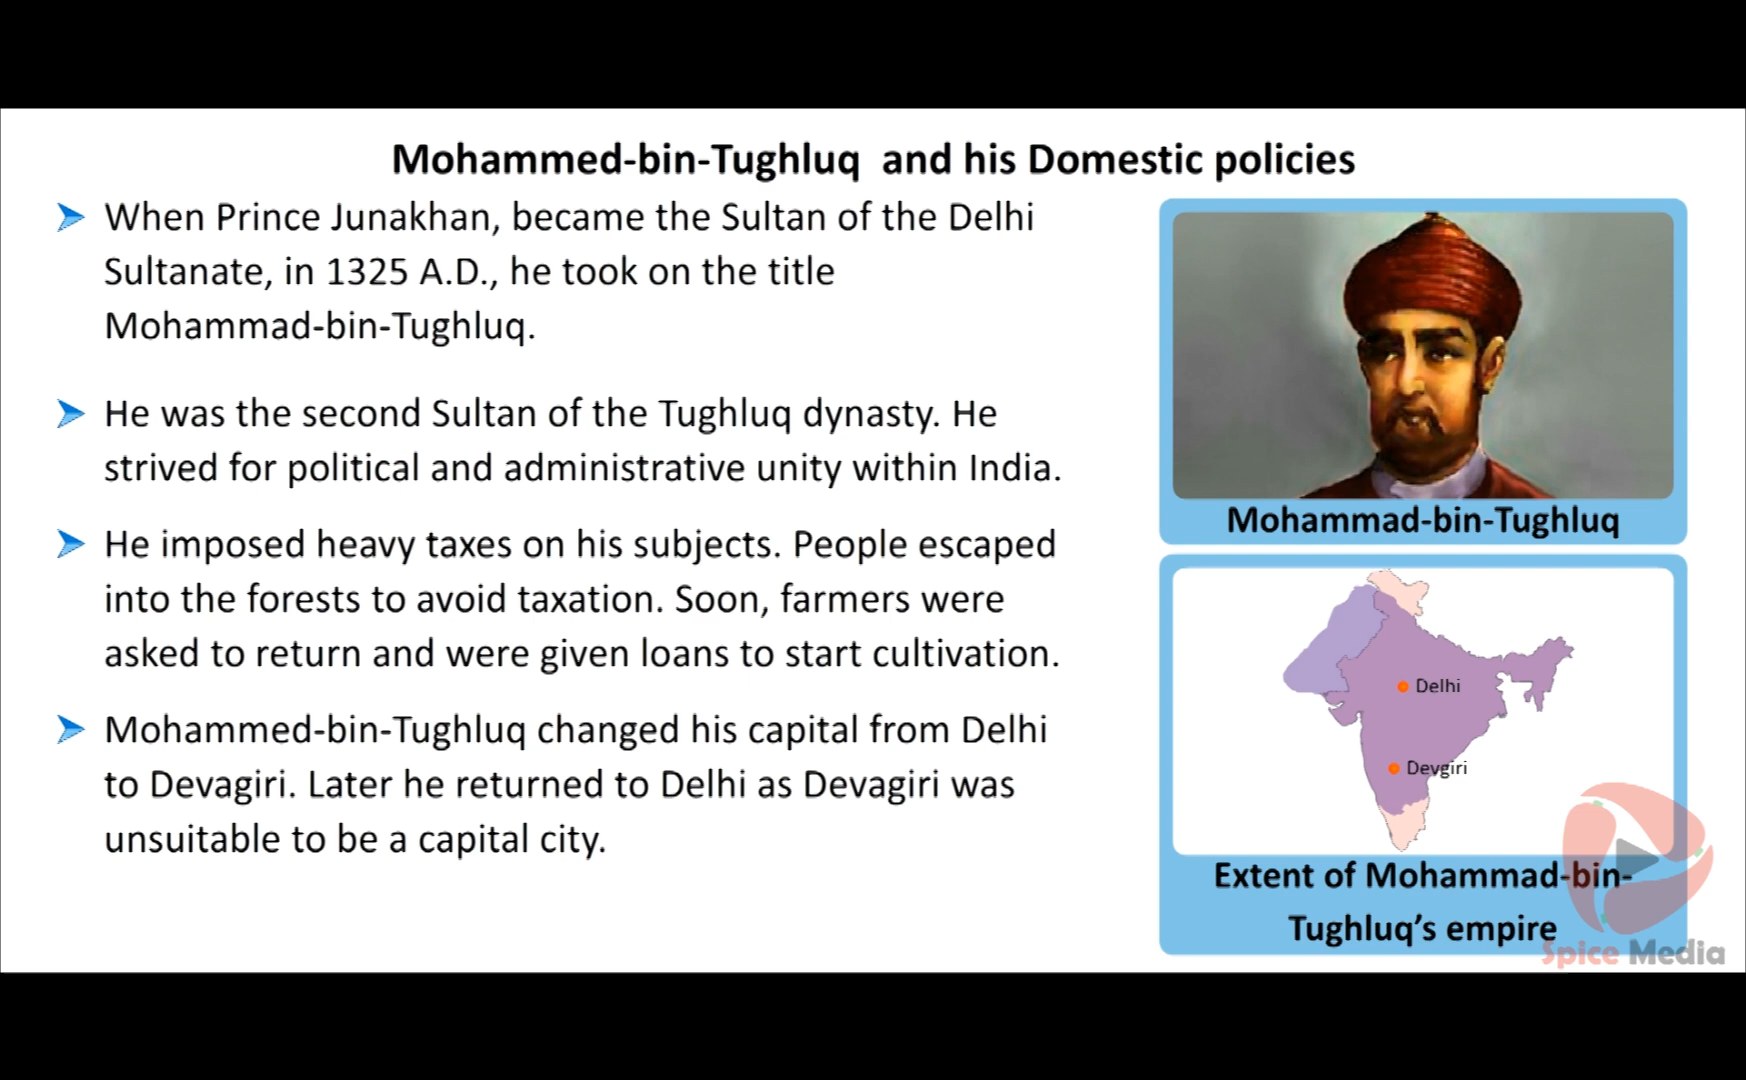 Mohammed-bin-Tughluq and his Domestic policies
When Prince Junakhan, became the Sultan of the Delhi
Sultanate, in 1325 A.D., he took on the title
Mohammad-bin-Tughluq.
He was the second Sultan of the Tughluq dynasty. He
strived for political and administrative unity within India.
He imposed heavy taxes on his subjects. People escaped
into the forests to avoid taxation. Soon, farmers were
asked to return and were given loans to start cultivation.
Mohammed-bin-Tughluq changed his capital from Delhi
to Devagiri. Later he returned to Delhi as Devagiri was
unsuitable to be a capital city.
Mohammad-bin-Tughluq
Delhi
Devgiri
Extent of Mohammad-bin-
Tughluq’s empire
Spice Media